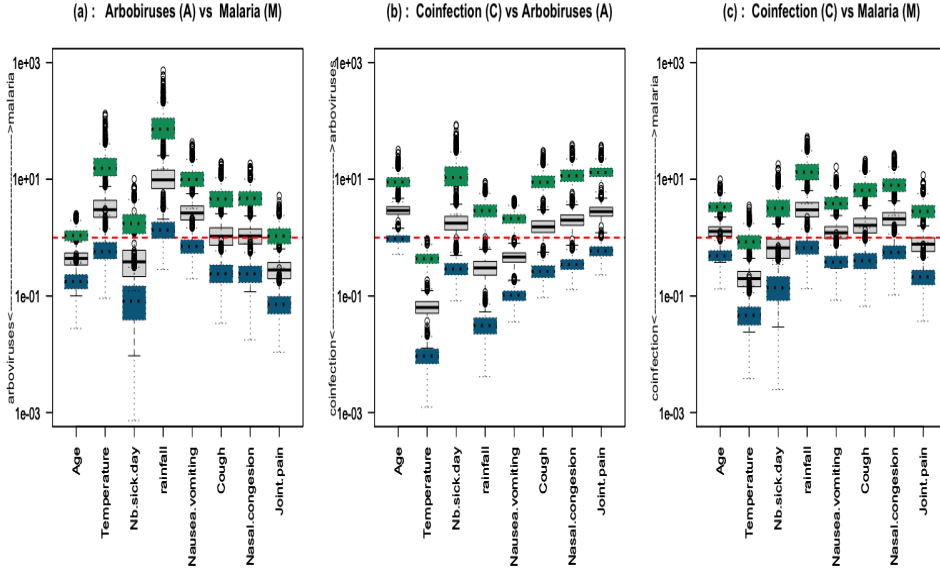 (a) : Arbobiruses (A) vs Malaria (M)
1e+03
1e+01
1e-01
1e-03
arboviruses<------------->malaria
Age
Temperature
Nb.sick.day
rainfall
Nausea.vomiting
Cough
Nasal.congesion
Joint.pain
(b) : Coinfection (C) vs Arboviruses (A)
1e+03
1e+01
1e-01
1e-03
coinfection<------------->arboviruses
Age
Temperature
Nb.sick.day
rainfall
Nausea.vomiting
Cough
Nasal.congesion
Joint.pain
(c) : Coinfection (C) vs Malaria (M)
1e+03
1e+01
1e-01
1e-03
coinfection<------------->malaria
Age
Temperature
Nb.sick.day
rainfall
Nausea.vomiting
Cough
Nasal.congesion
Joint.pain